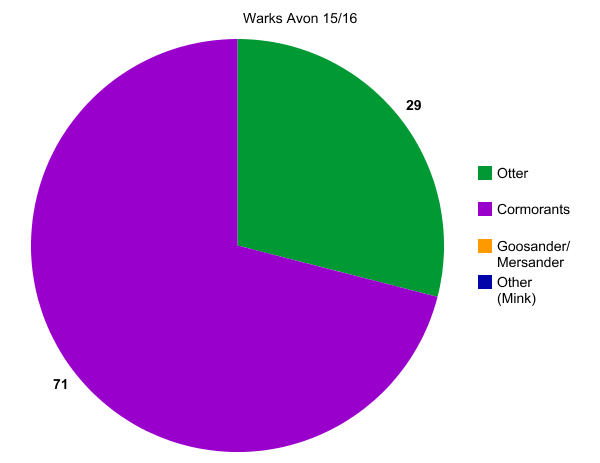 Warks Avon 15/16
29
Otter
Cormorants
Goosander/
Mersander
Other
(Mink)
71